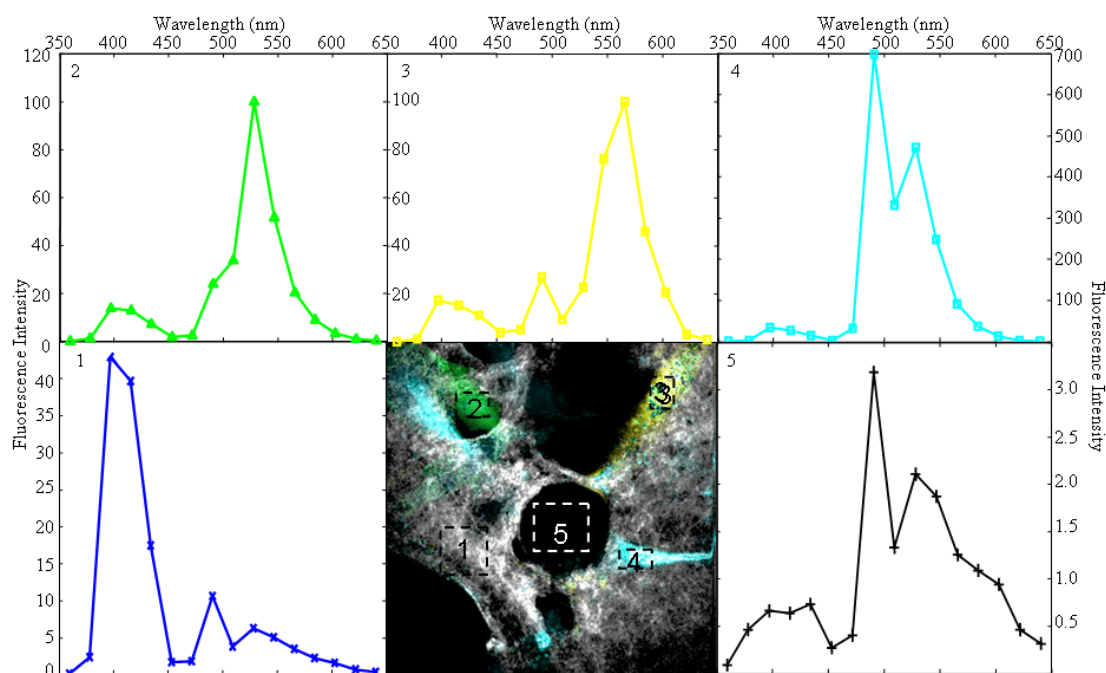 Wavelength (nm) Wavelength (nm) Wavelength (nm)
350 400 450 500 550 600 650 400 450 500 550 600 350 400 450 500 550 600 650
2 3 4
120 100 80 60 40 20 0
100 80 60 40 20
700 600 500 400 300 200 100
Fluorescence Intensity
Fluorescence Intensity
1 5
40 35 30 25 20 15 10 5 0
2 3
1 5 4
3.0 2.5 2.0 1.5 1.0 0.5